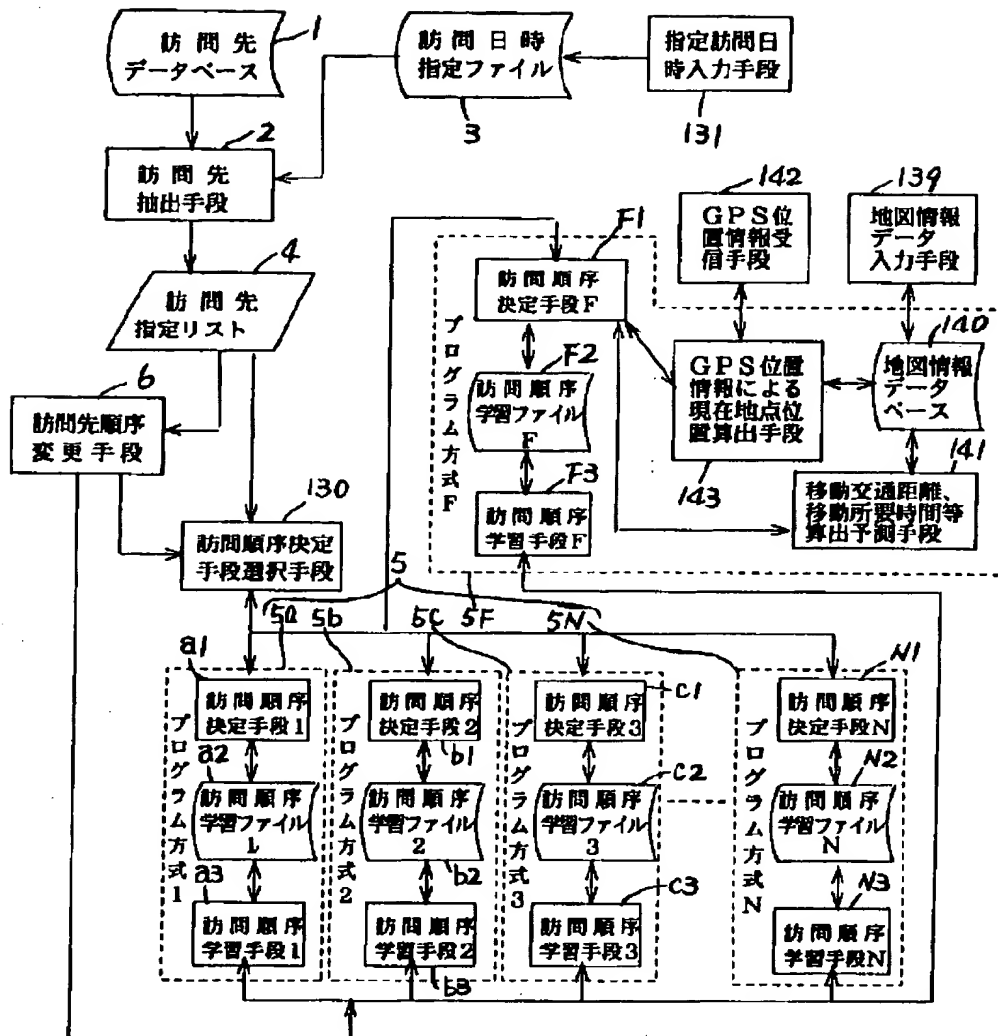 1
訪問先
データベース
訪問日時
指定ファイル
3
指定訪問日
時入力手段
131
2
訪問先
抽出手段
142
GPS位
置情報受
信手段
139
地図情報
データ
入力手段
4
訪問先
指定リスト
F1
訪問順序
決定手段F
プログラム方式F
F2
訪問順序
学習ファイル
F
F3
訪問順序
学習手段F
GPS位置
情報による
現在地点位
置算出手段
143
140
地図情報
データ
ベース
141
移動交通距離、
移動所要時間等
算出予測手段
6
訪問先順序
変更手段
130
訪問順序決定
手段選択手段
5
5a
5b
5c
5F
5N
a1
訪問順序
決定手段1
プログラム方式1
a2
訪問順序
学習ファイル
1
a3
訪問順序
学習手段1
訪問順序
決定手段2
b1
プログラム方式2
訪問順序
学習ファイル
2
b2
訪問順序
学習手段2
b3
c1
訪問順序
決定手段3
プログラム方式3
c2
訪問順序
学習ファイル
3
c3
訪問順序
学習手段3
N1
訪問順序
決定手段N
プログラム方式N
N2
訪問順序
学習ファイル
N
N3
訪問順序
学習手段N